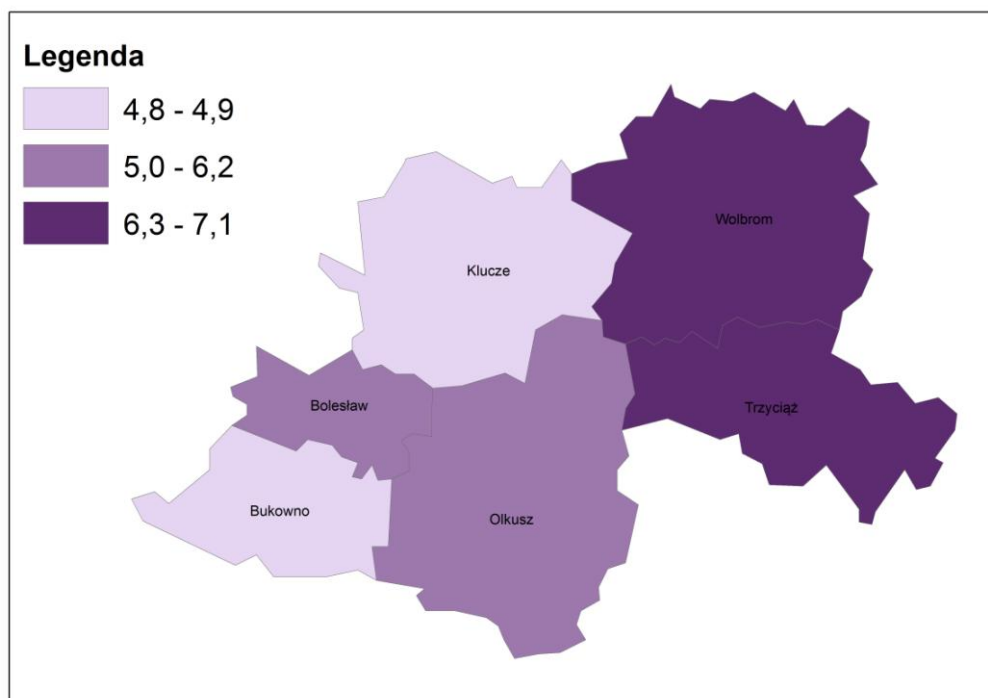 Legenda
4,8 - 4,9
5,0 - 6,2
6,3 - 7,1
Wolbrom
Klucze
Bolesław
Trzyciąż
Bukowno
Olkusz